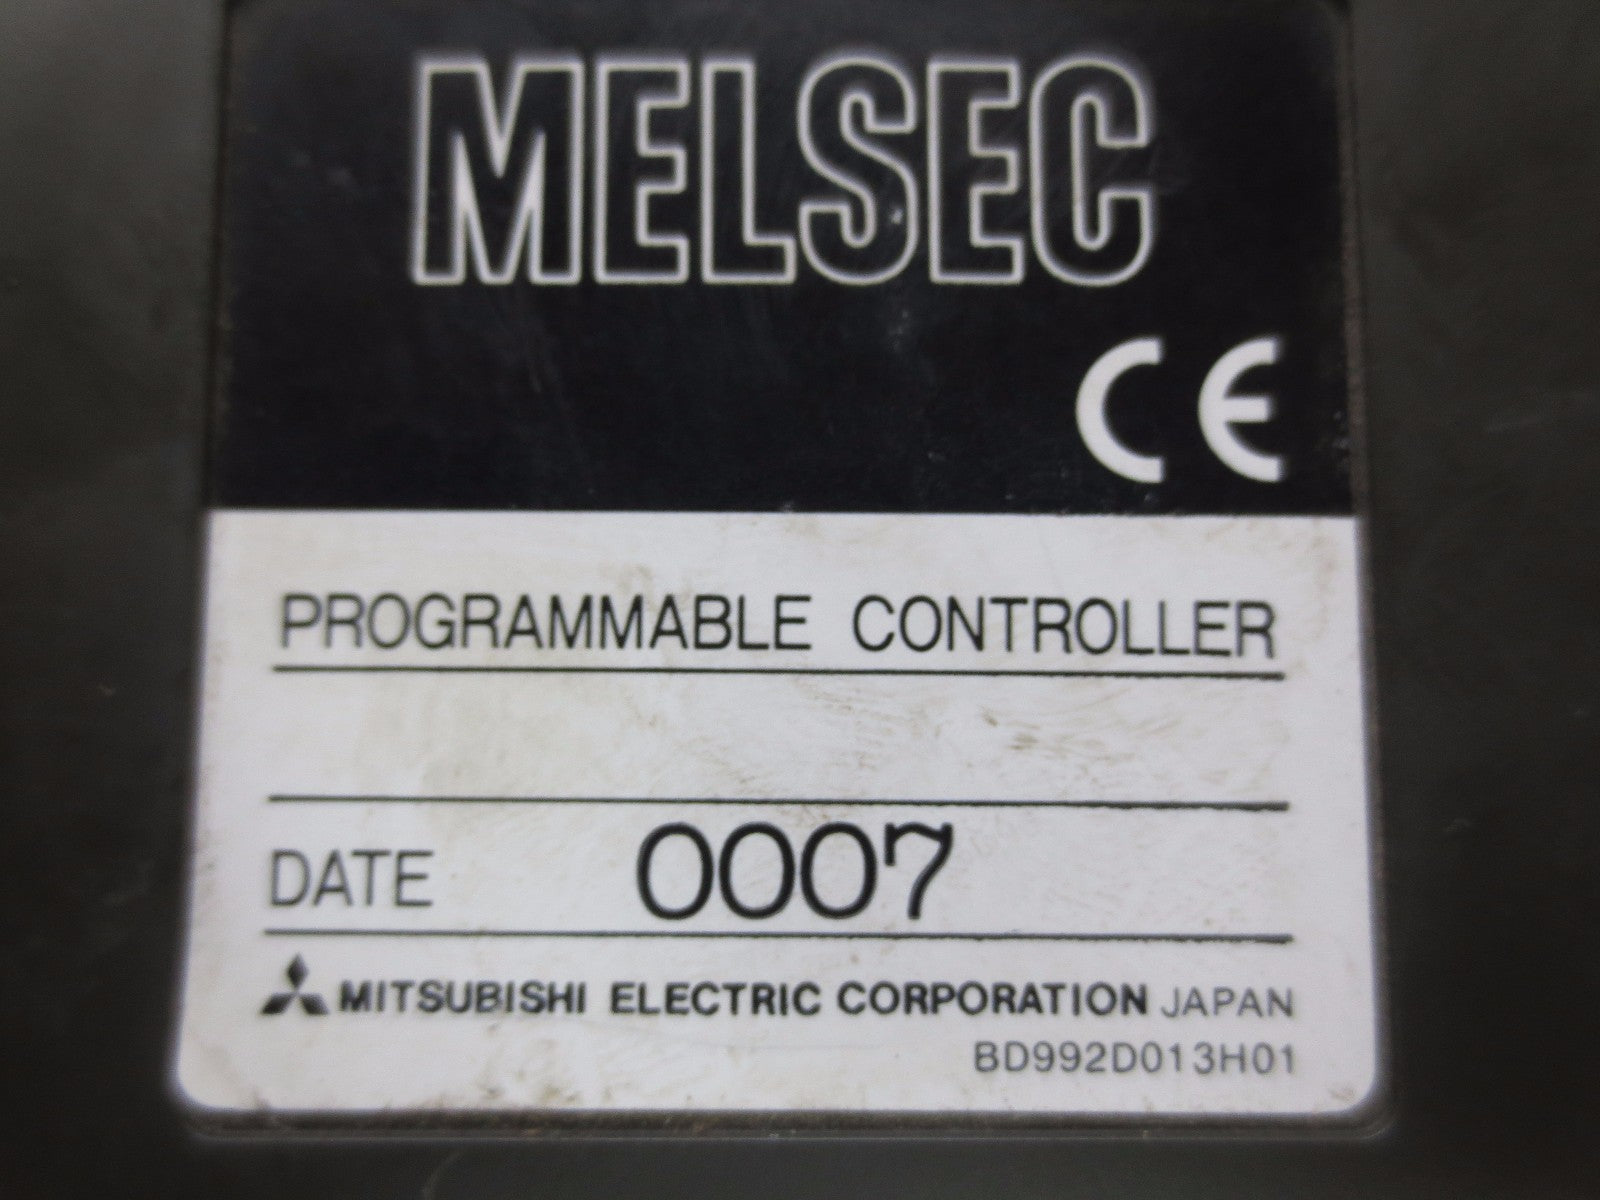 MELSEC
CE
PROGRAMMABLE CONTROLLER
DATE 0007
MITSUBISHI ELECTRIC CORPORATION JAPAN
BD992D013H01